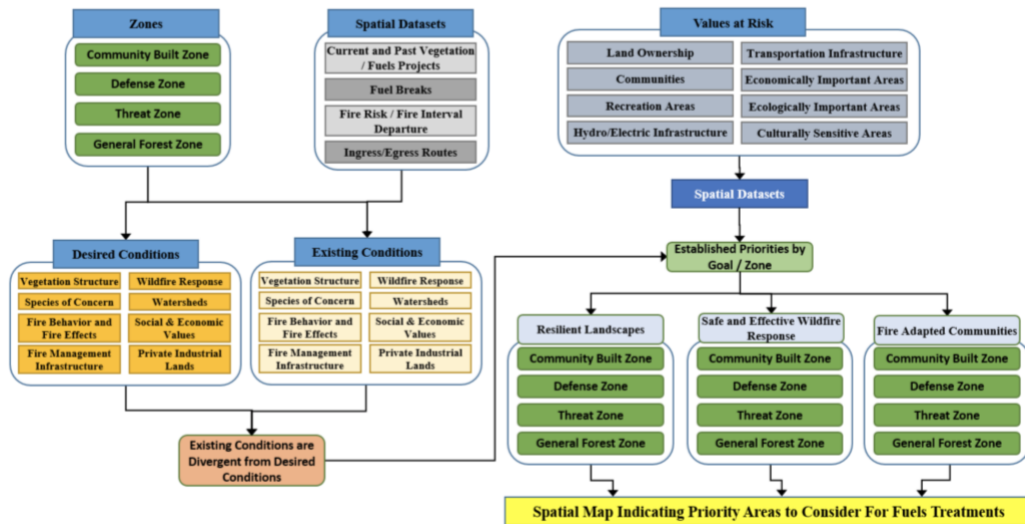 Zones
Community Built Zone
Defense Zone
Threat Zone
General Forest Zone
Spatial Datasets
Current and Past Vegetation
/ Fuels Projects
Fuel Breaks
Fire Risk / Fire Interval
Departure
Ingress/Egress Routes
Values at Risk
Land Ownership
Transportation Infrastructure
Communities
Economically Important Areas
Recreation Areas
Ecologically Important Areas
Hydro/Electric Infrastructure
Culturally Sensitive Areas
Spatial Datasets
Established Priorities by
Goal / Zone
Desired Conditions
Vegetation Structure
Wildfire Response
Species of Concern
Watersheds
Fire Behavior and
Fire Effects
Social & Economic
Values
Fire Management
Infrastructure
Private Industrial
Lands
Existing Conditions
Vegetation Structure
Wildfire Response
Species of Concern
Watersheds
Fire Behavior and
Fire Effects
Social & Economic
Values
Fire Management
Infrastructure
Private Industrial
Lands
Existing Conditions are
Divergent from Desired
Conditions
Resilient Landscapes
Community Built Zone
Defense Zone
Threat Zone
General Forest Zone
Safe and Effective Wildfire
Response
Community Built Zone
Defense Zone
Threat Zone
General Forest Zone
Fire Adapted Communities
Community Built Zone
Defense Zone
Threat Zone
General Forest Zone
Spatial Map Indicating Priority Areas to Consider For Fuels Treatments